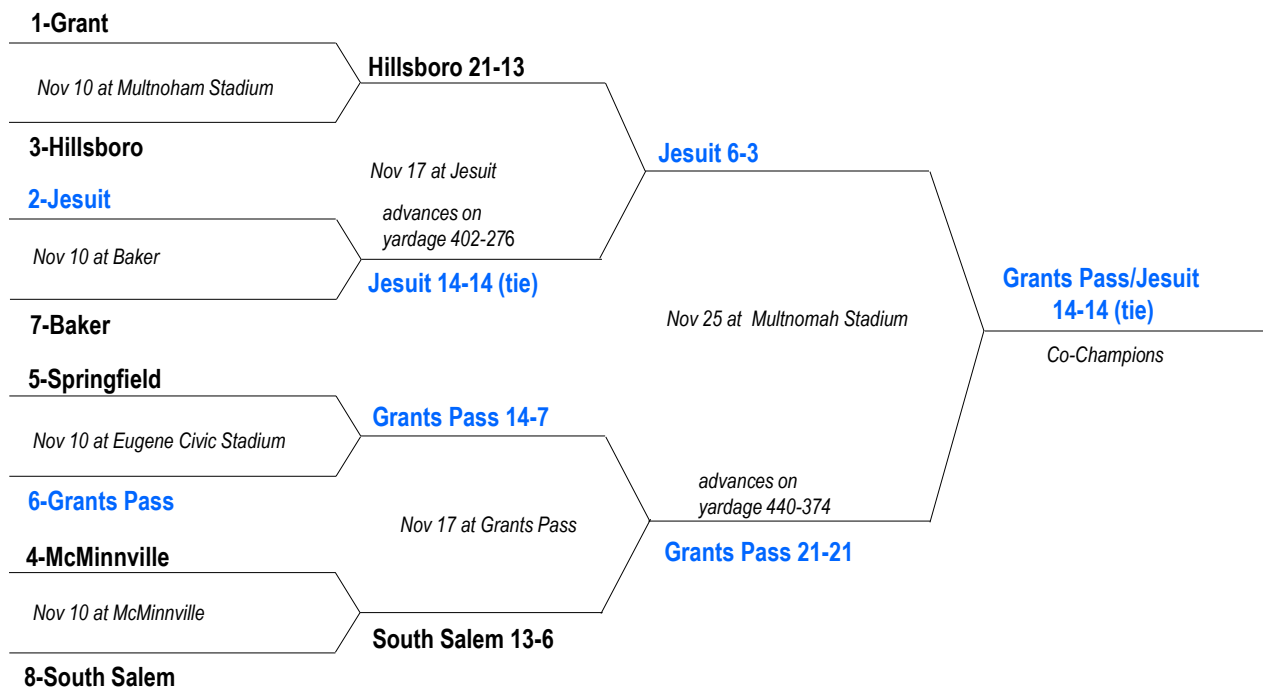 1-Grant
Nov 10 at Multnoham Stadium
3-Hillsboro
Hillsboro 21-13
2-Jesuit
Nov 10 at Baker
7-Baker
Nov 17 at Jesuit
advances on
yardage 402-276
Jesuit 14-14 (tie)
Jesuit 6-3
5-Springfield
Nov 10 at Eugene Civic Stadium
6-Grants Pass
Grants Pass 14-7
4-McMinnville
Nov 10 at McMinnville
8-South Salem
Nov 17 at Grants Pass
South Salem 13-6
advances on
yardage 440-374
Grants Pass 21-21
Nov 25 at Multnomah Stadium
Grants Pass/Jesuit
14-14 (tie)
Co-Champions